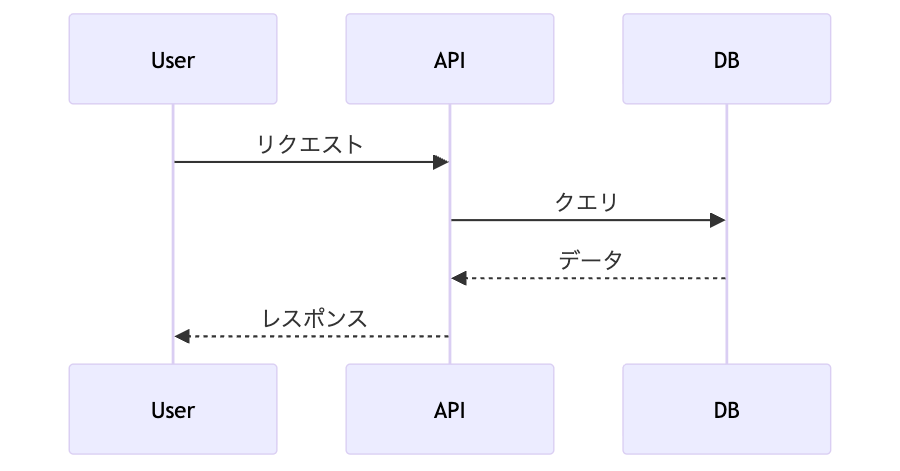 User
API
DB
リクエスト
クエリ
データ
レスポンス
User
API
DB